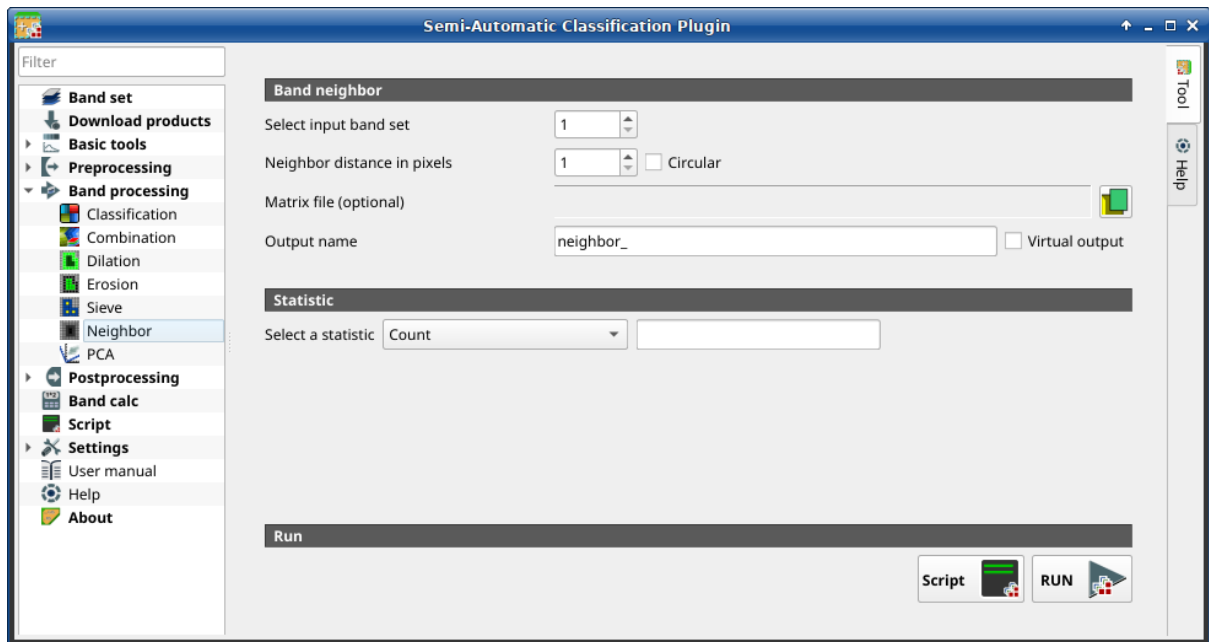 Semi-Automatic Classification Plugin
Filter
Band set
Download products
Basic tools
Preprocessing
Band processing
Classification
Combination
Dilation
Erosion
Sieve
Neighbor
PCA
Postprocessing
Band calc
Script
Settings
User manual
Help
About
Band neighbor
Select input band set 1
Neighbor distance in pixels 1 Circular
Matrix file (optional)
Output name neighbor_ Virtual output
Statistic
Select a statistic Count
Run
Script RUN
Tool
Help